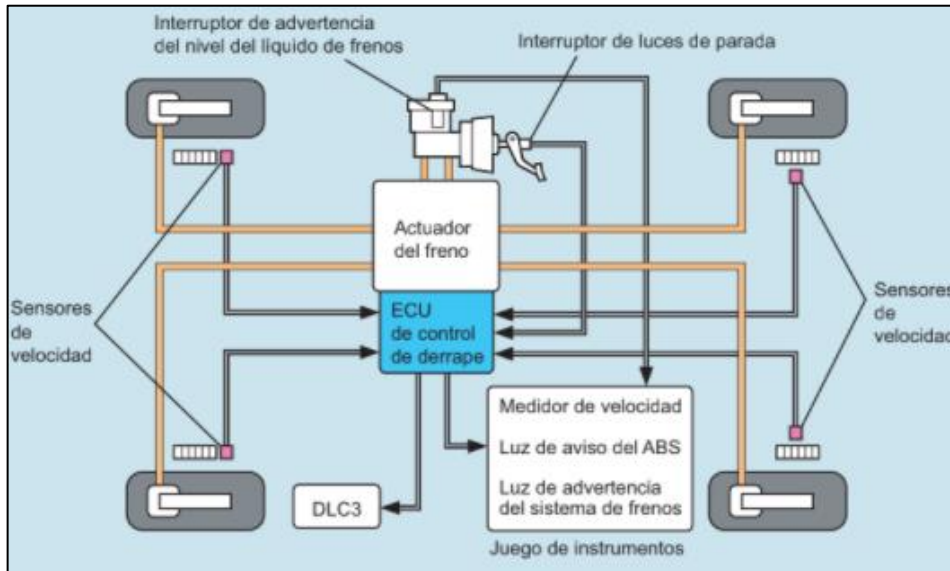 Interruptor de advertencia
del nivel del líquido de frenos
Interruptor de luces de parada
Actuador
del freno
Sensores
de
velocidad
ECU
de control
de derrape
Sensores
de
velocidad
Medidor de velocidad
Luz de aviso del ABS
Luz de advertencia
del sistema de frenos
DLC3
Juego de instrumentos